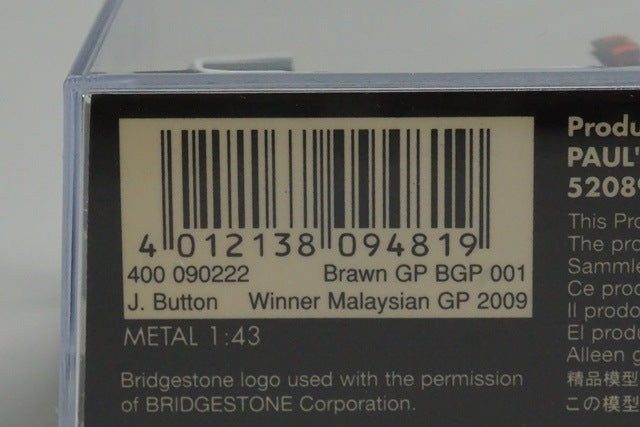 4 012138 094819
400 090222 Brawn GP BGP 001
J. Button Winner Malaysian GP 2009
METAL 1:43
Bridgestone logo used with the permission
of BRIDGESTONE Corporation.
Produ
PAUL'
5208
This Pro
The pro
Samml
Ce prod
Il prodo
El produ
Alleen g
精品模型
この模型